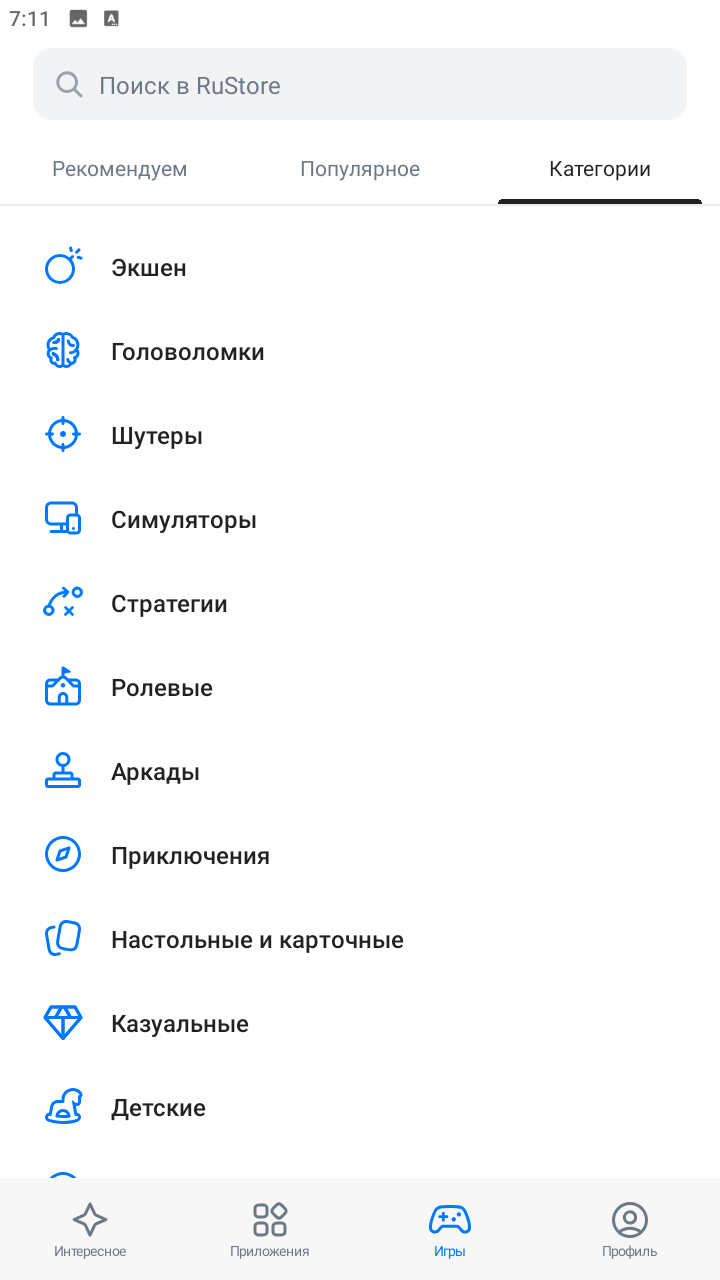 7:11
Поиск в RuStore
Рекомендуем Популярное Категории
Экшен
Головоломки
Шутеры
Симуляторы
Стратегии
Ролевые
Аркады
Приключения
Настольные и карточные
Казуальные
Детские
Интересное Приложения Игры Профиль